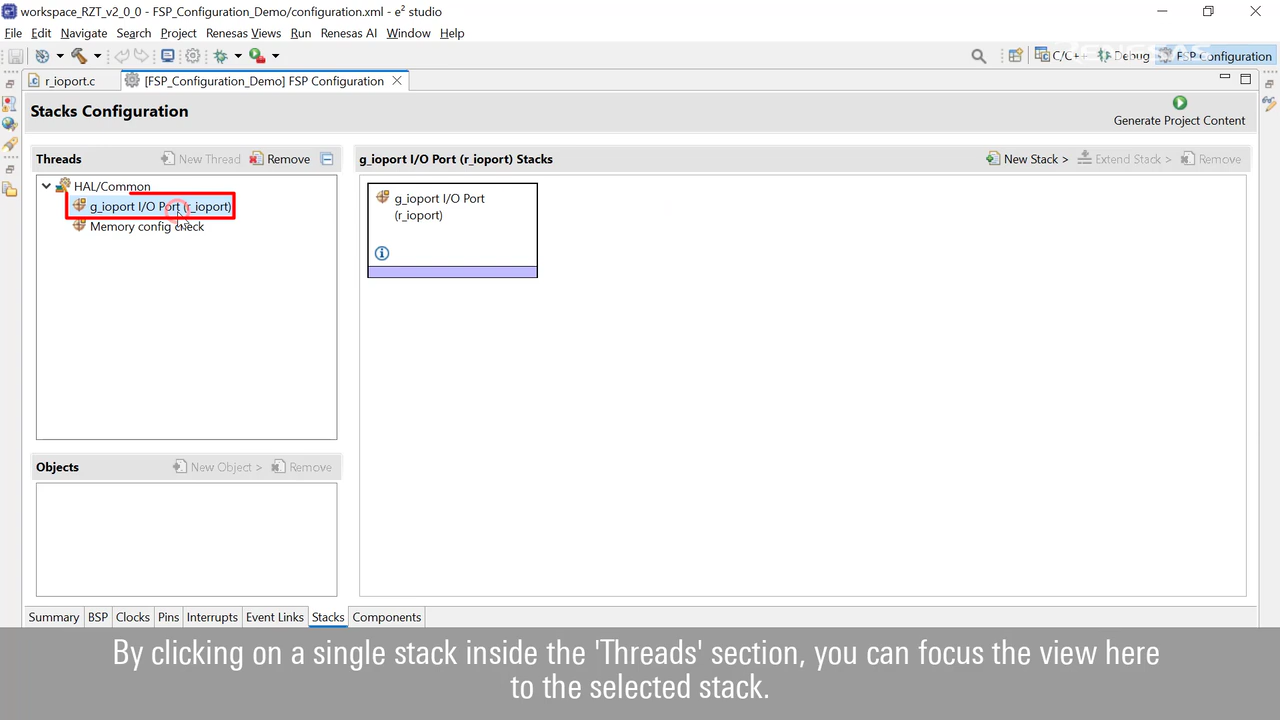 workspace_RZT_v2_0_0 - FSP_Configuration_Demo/configuration.xml - e² studio
File Edit Navigate Search Project Renesas Views Run Renesas AI Window Help
C/C++ Debug FSP Configuration
r_ioport.c [FSP_Configuration_Demo] FSP Configuration
Stacks Configuration
Generate Project Content
Threads New Thread Remove
g_ioport I/O Port (r_ioport) Stacks New Stack > Extend Stack > Remove
HAL/Common
g_ioport I/O Port (r_ioport)
Memory config check
g_ioport I/O Port
(r_ioport)
Objects New Object > Remove
Summary BSP Clocks Pins Interrupts Event Links Stacks Components
By clicking on a single stack inside the 'Threads' section, you can focus the view here
to the selected stack.